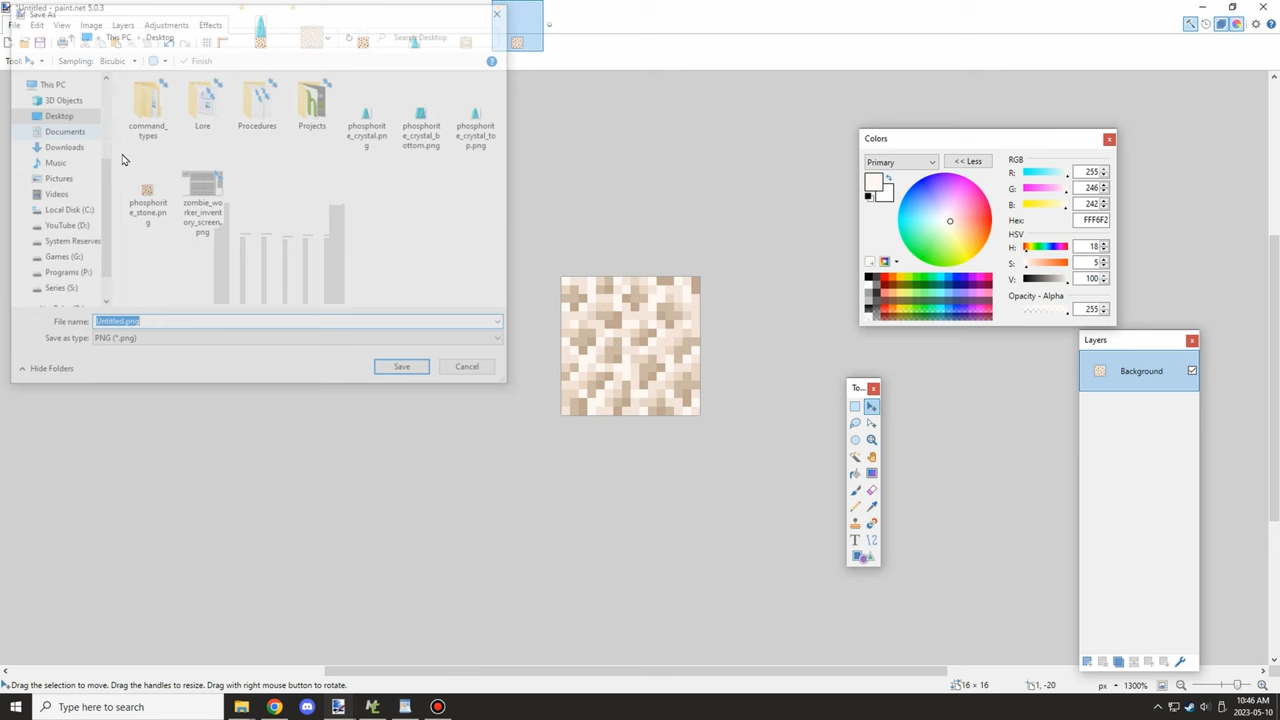 *Untitled - paint.net 5.0.3
Save As
File Edit View Image Layers Adjustments Effects
This PC Desktop
Search Desktop
Tool: Sampling: Bicubic Finish
This PC
3D Objects
Desktop
Documents
Downloads
Music
Pictures
Videos
Local Disk (C:)
YouTube (D:)
System Reserved
Games (G:)
Programs (P:)
Series (S:)
command_
types
Lore
Procedures
Projects
phosphorit
e_crystal.pn
g
phosphorit
e_crystal_b
ottom.png
phosphorit
e_crystal_to
p.png
phosphorit
e_stone.pn
g
zombie_wo
rker_invent
ory_screen.
png
File name: Untitled.png
Save as type: PNG (*.png)
Hide Folders
Save Cancel
Colors
Primary
<< Less
RGB
R: 255
G: 246
B: 242
Hex: FFF6F2
HSV
H: 18
S: 5
V: 100
Opacity - Alpha
255
Layers
Background
To...
Drag the selection to move. Drag the handles to resize. Drag with right mouse button to rotate.
16 × 16
1, -20
px
1300%
Type here to search
10:46 AM
2023-05-10